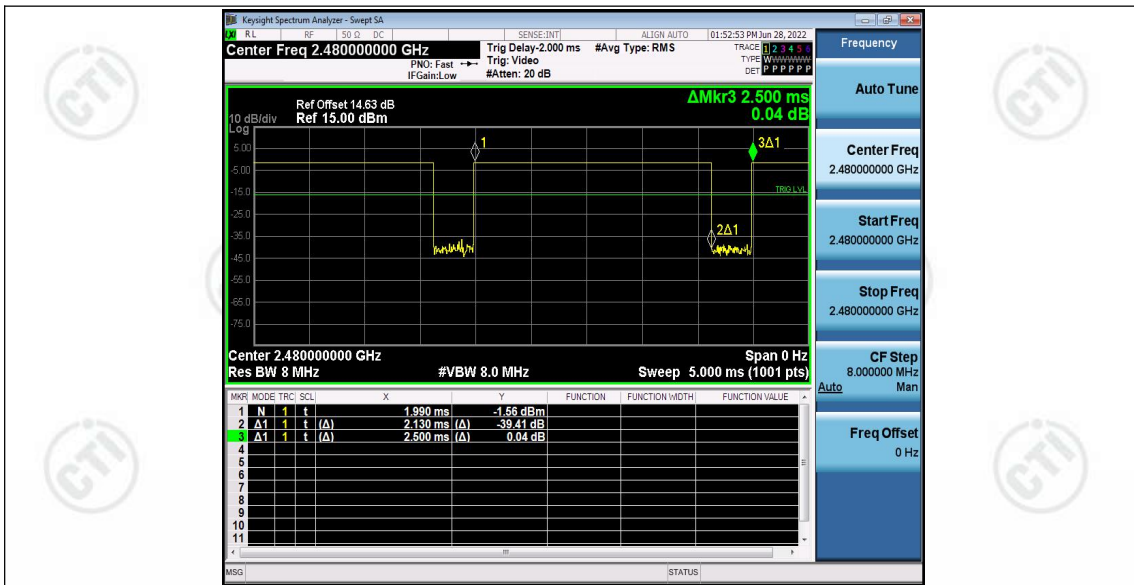 Keysight Spectrum Analyzer - Swept SA
LXI RL RF 50 Ω DC SENSE:INT ALIGN AUTO 01:52:53 PM Jun 28, 2022
Center Freq 2.480000000 GHz
PNO: Fast
IFGain:Low
Trig Delay-2.000 ms
Trig: Video
#Atten: 20 dB
#Avg Type: RMS
TRACE 1 2 3 4 5 6
TYPE WWWWWW
DET P P P P P P
Ref Offset 14.63 dB
10 dB/div Ref 15.00 dBm
Log
ΔMkr3 2.500 ms
0.04 dB
5.00
-5.00
-15.0
-25.0
-35.0
-45.0
-55.0
-65.0
-75.0
1
3Δ1
TRIG LVL
2Δ1
Center 2.480000000 GHz Span 0 Hz
Res BW 8 MHz #VBW 8.0 MHz Sweep 5.000 ms (1001 pts)
MKR MODE TRC SCL X Y FUNCTION FUNCTION WIDTH FUNCTION VALUE
1 N 1 t 1.990 ms -1.56 dBm
2 Δ1 1 t (Δ) 2.130 ms (Δ) -39.41 dB
3 Δ1 1 t (Δ) 2.500 ms (Δ) 0.04 dB
4
5
6
7
8
9
10
11
MSG STATUS
Frequency
Auto Tune
Center Freq
2.480000000 GHz
Start Freq
2.480000000 GHz
Stop Freq
2.480000000 GHz
CF Step
8.000000 MHz
Auto Man
Freq Offset
0 Hz
CTI
CTI
CTI
CTI